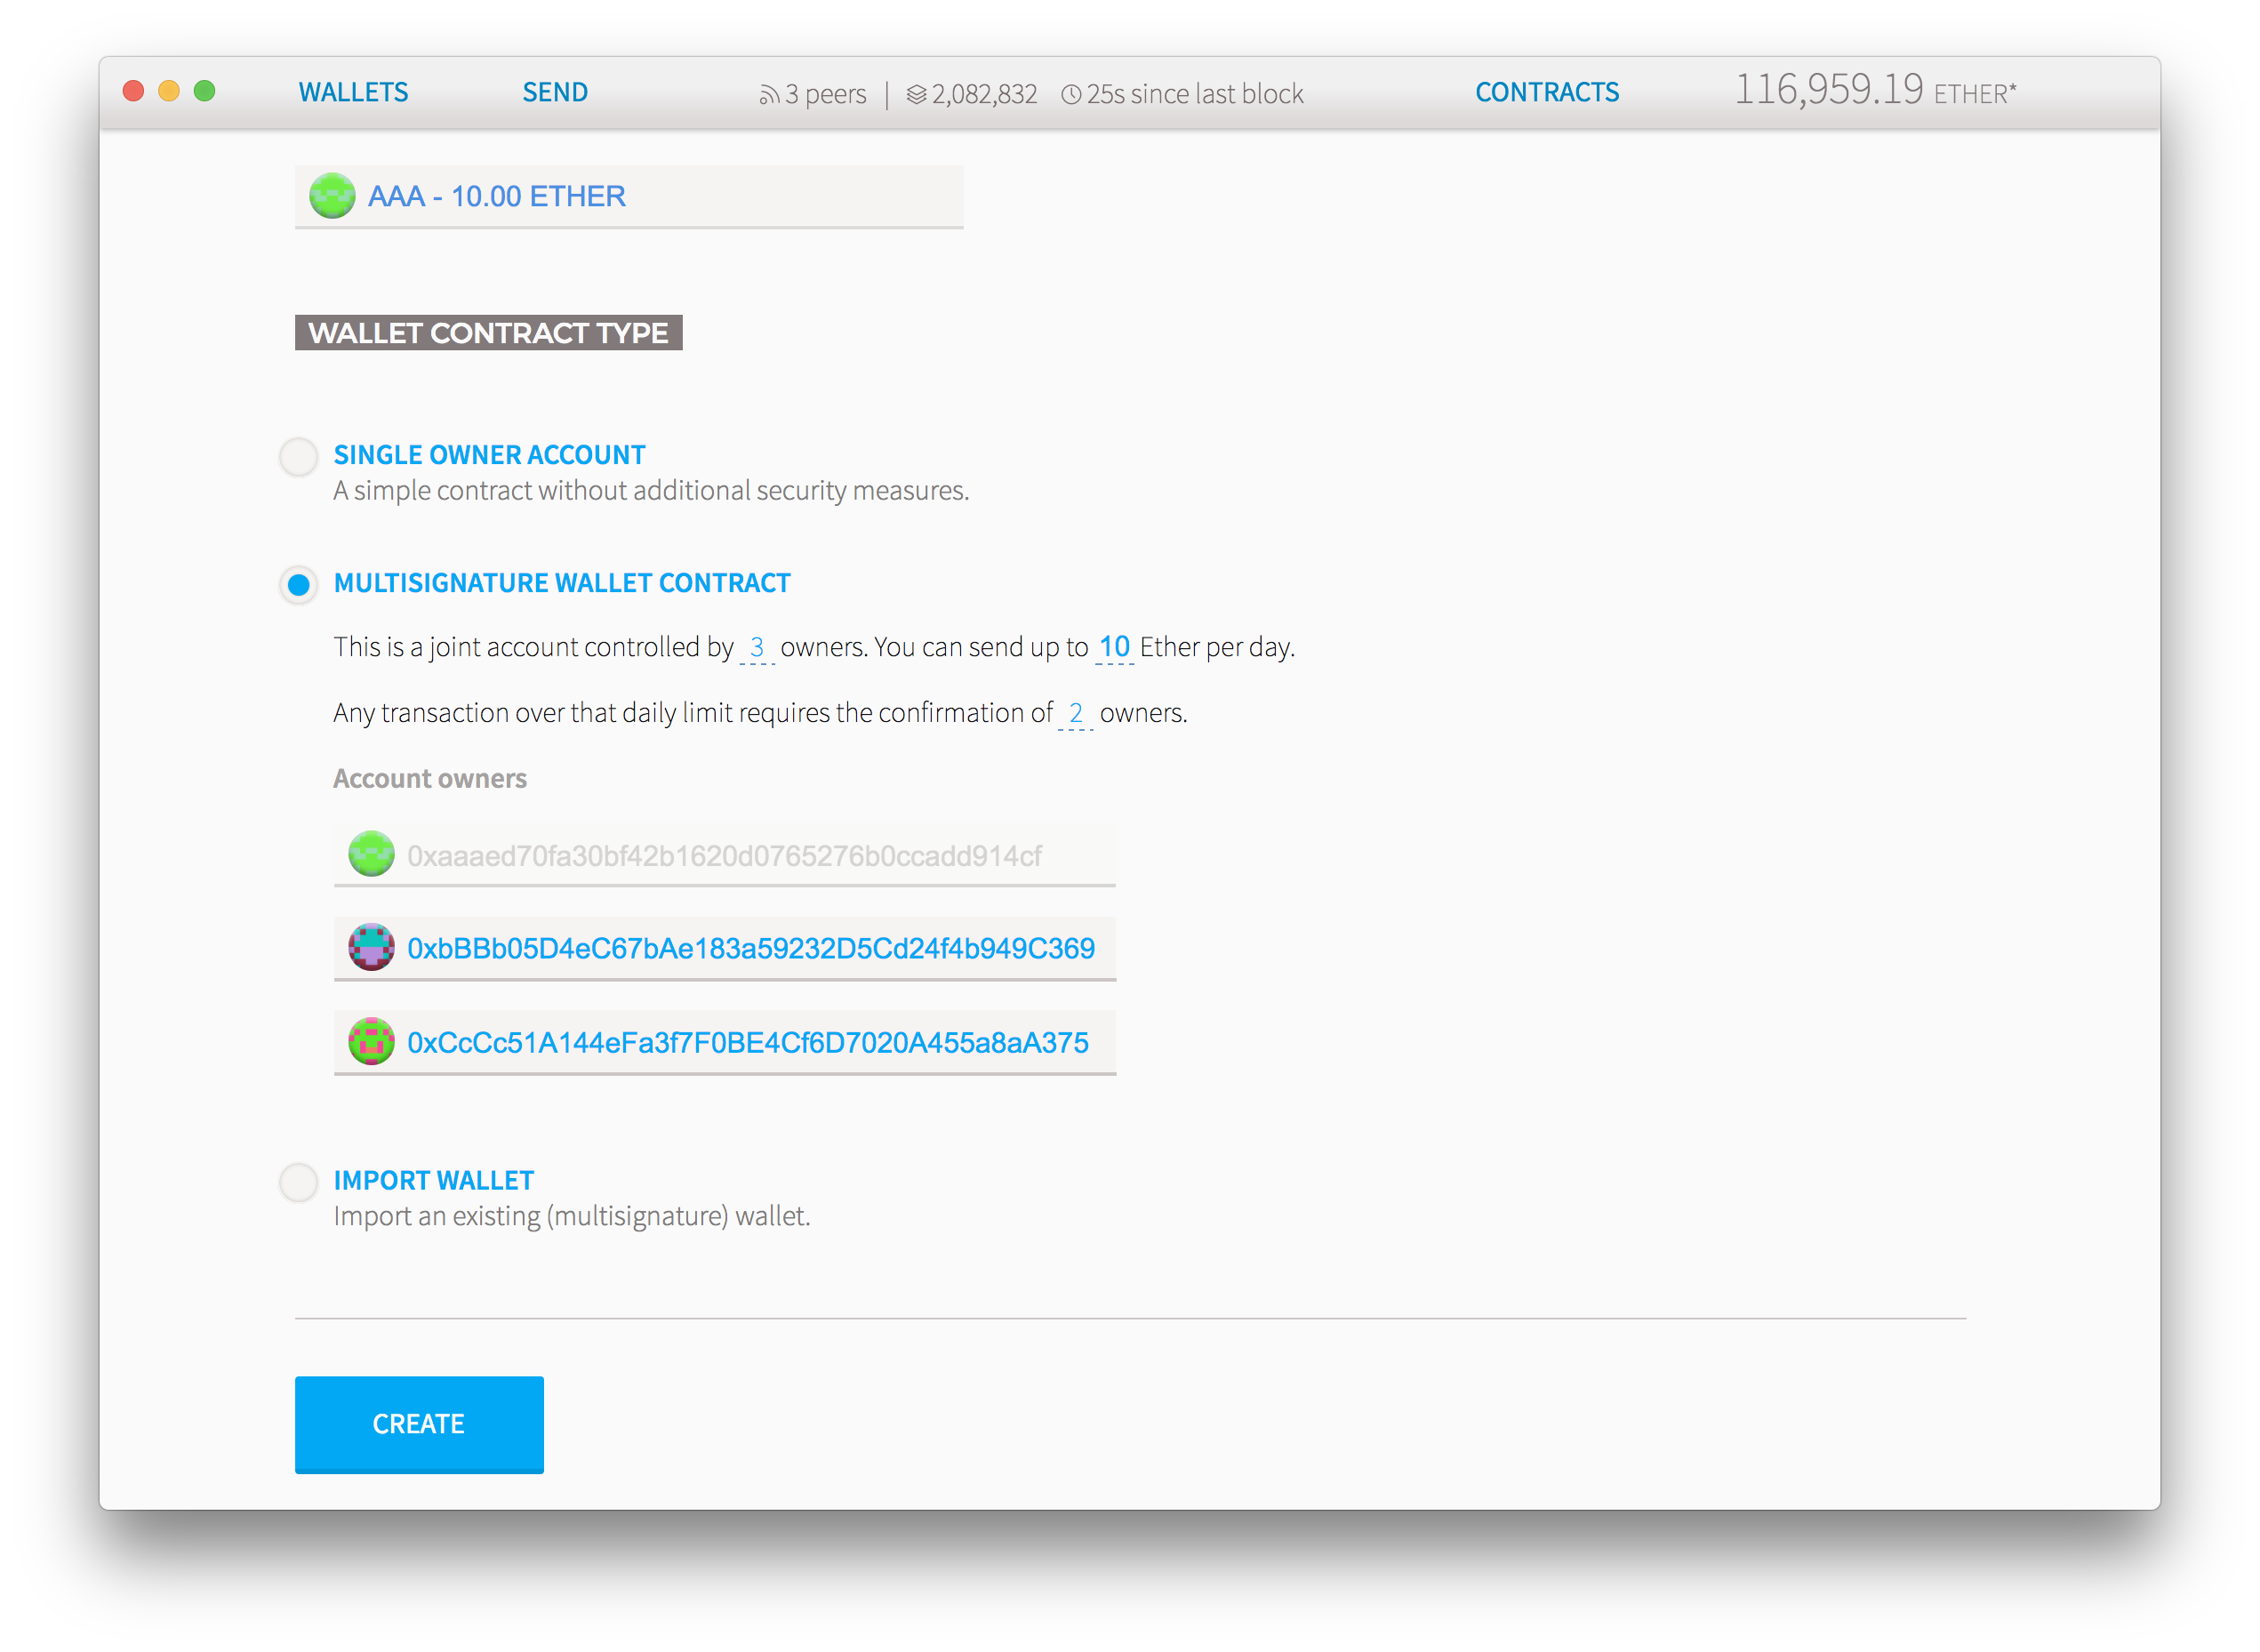 WALLETS SEND 3 peers | 2,082,832 25s since last block CONTRACTS 116,959.19 ETHER*
AAA - 10.00 ETHER
WALLET CONTRACT TYPE
SINGLE OWNER ACCOUNT
A simple contract without additional security measures.
MULTISIGNATURE WALLET CONTRACT
This is a joint account controlled by 3 owners. You can send up to 10 Ether per day.
Any transaction over that daily limit requires the confirmation of 2 owners.
Account owners
0xaaaed70fa30bf42b1620d0765276b0ccadd914cf
0xbBBb05D4eC67bAe183a59232D5Cd24f4b949C369
0xCcCc51A144eFa3f7F0BE4Cf6D7020A455a8aA375
IMPORT WALLET
Import an existing (multisignature) wallet.
CREATE